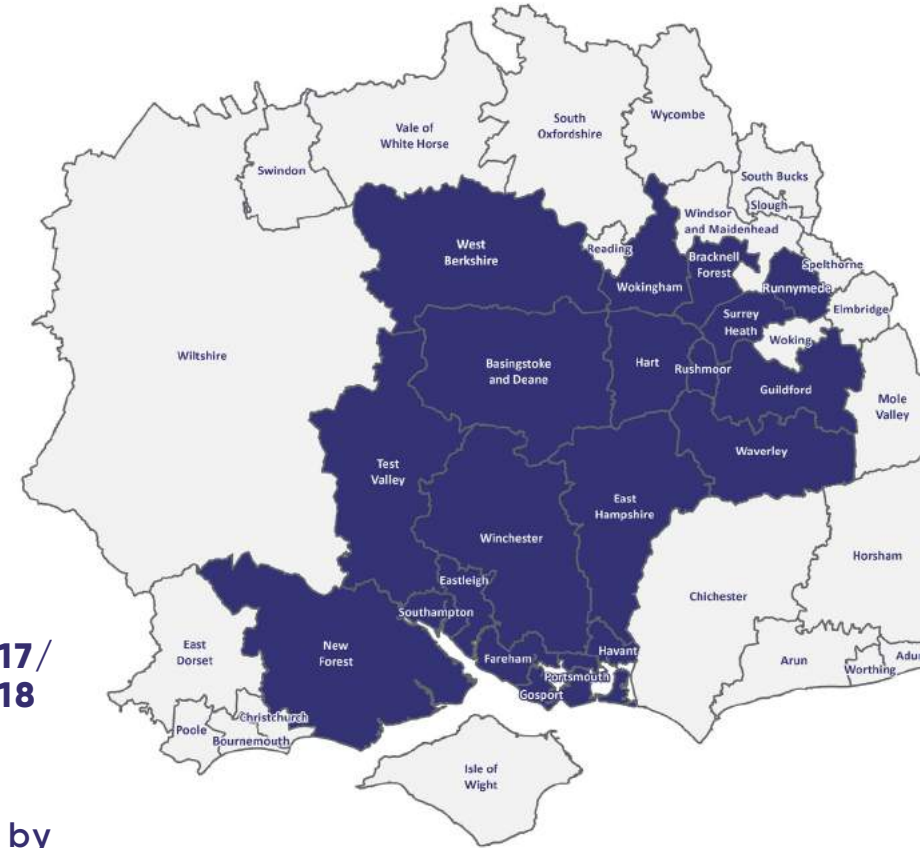 South
Oxfordshire
Wycombe
Vale of
White Horse
Swindon
South Bucks
Slough
Windsor
and Maidenhead
West
Berkshire
Reading
Bracknell
Forest
Spelthorne
Wokingham
Runnymede
Elmbridge
Surrey
Heath
Woking
Wiltshire
Basingstoke
and Deane
Hart
Rushmoor
Guildford
Mole
Valley
Waverley
Test
Valley
East
Hampshire
Winchester
Horsham
Eastleigh
Chichester
Southampton
17/
18
East
Dorset
New
Forest
Fareham
Havant
Portsmouth
Gosport
Arun
Worthing
Adur
Christchurch
Poole
Bournemouth
Isle of
Wight
by